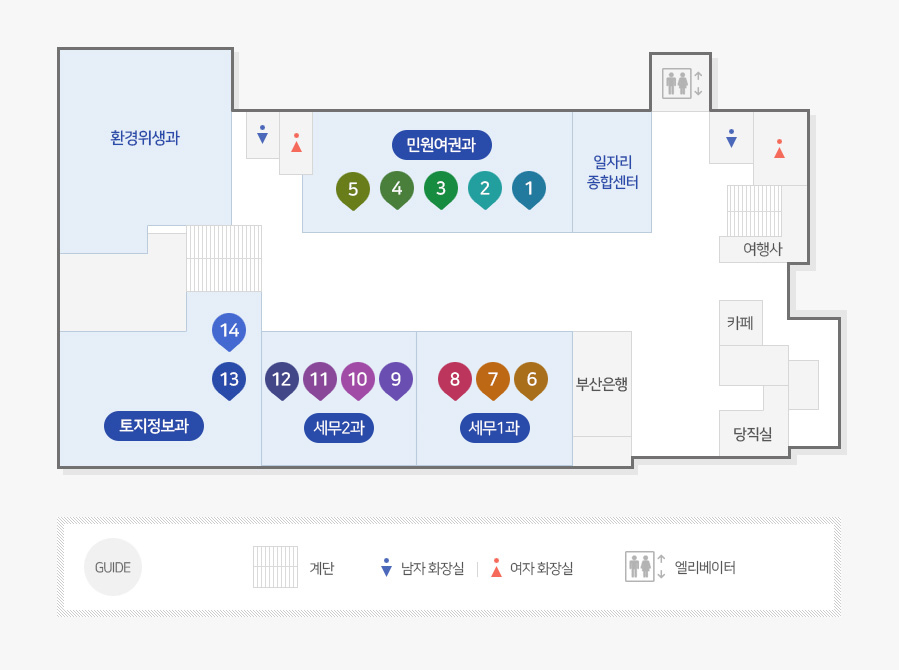 환경위생과
민원여권과
5 4 3 2 1
일자리
종합센터
여행사
카페
14
13
토지정보과
12 11 10 9
세무2과
8 7 6
세무1과
부산은행
당직실
GUIDE
계단
남자 화장실
여자 화장실
엘리베이터